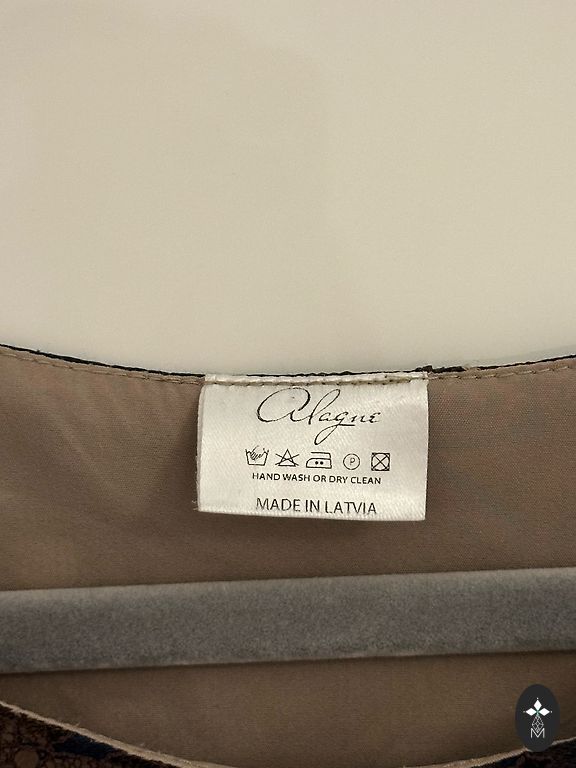 Alagne
P
HAND WASH OR DRY CLEAN
MADE IN LATVIA
M